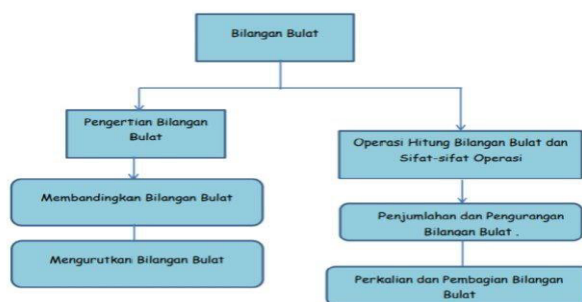 Bilangan Bulat
Pengertian Bilangan
Bulat
Membandingkan Bilangan Bulat
Mengurutkan Bilangan Bulat
Operasi Hitung Bilangan Bulat dan
Sifat-sifat Operasi
Penjumlahan dan Pengurangan
Bilangan Bulat .
Perkalian dan Pembagian Bilangan
Bulat